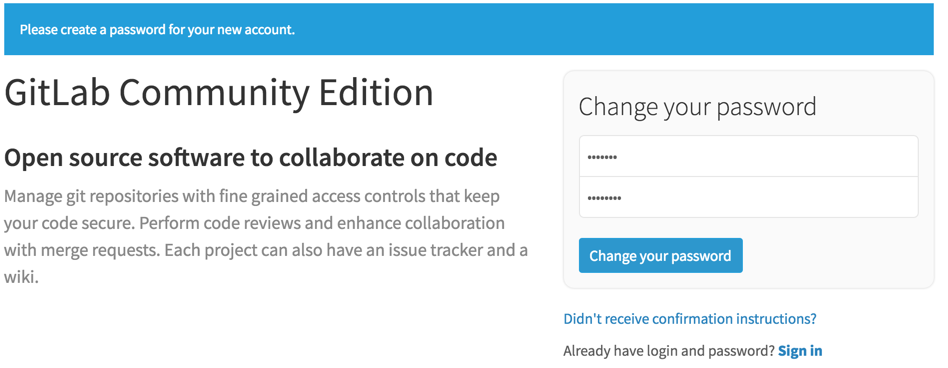 Please create a password for your new account.
GitLab Community Edition
Open source software to collaborate on code
Manage git repositories with fine grained access controls that keep
your code secure. Perform code reviews and enhance collaboration
with merge requests. Each project can also have an issue tracker and a
wiki.
Change your password
•••••••
••••••••
Change your password
Didn't receive confirmation instructions?
Already have login and password? Sign in